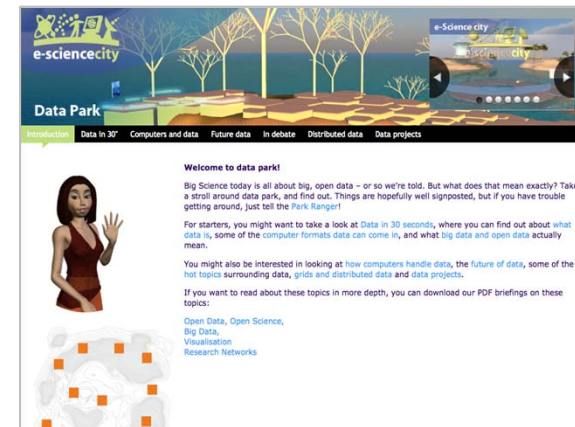 e-Science city
e-sciencecity
Data Park
Introduction Data in 30" Computers and data Future data In debate Distributed data Data projects
Welcome to data park!
Big Science today is all about big, open data – or so we're told. But what does that mean exactly? Take
a stroll around data park, and find out. Things are hopefully well signposted, but if you have trouble
getting around, just tell the Park Ranger!
For starters, you might want to take a look at Data in 30 seconds, where you can find out about what
data is, some of the computer formats data can come in, and what big data and open data actually
mean.
You might also be interested in looking at how computers handle data, the future of data, some of the
hot topics surrounding data, grids and distributed data and data projects.
If you want to read about these topics in more depth, you can download our PDF briefings on these
topics:
Open Data, Open Science,
Big Data,
Visualisation
Research Networks